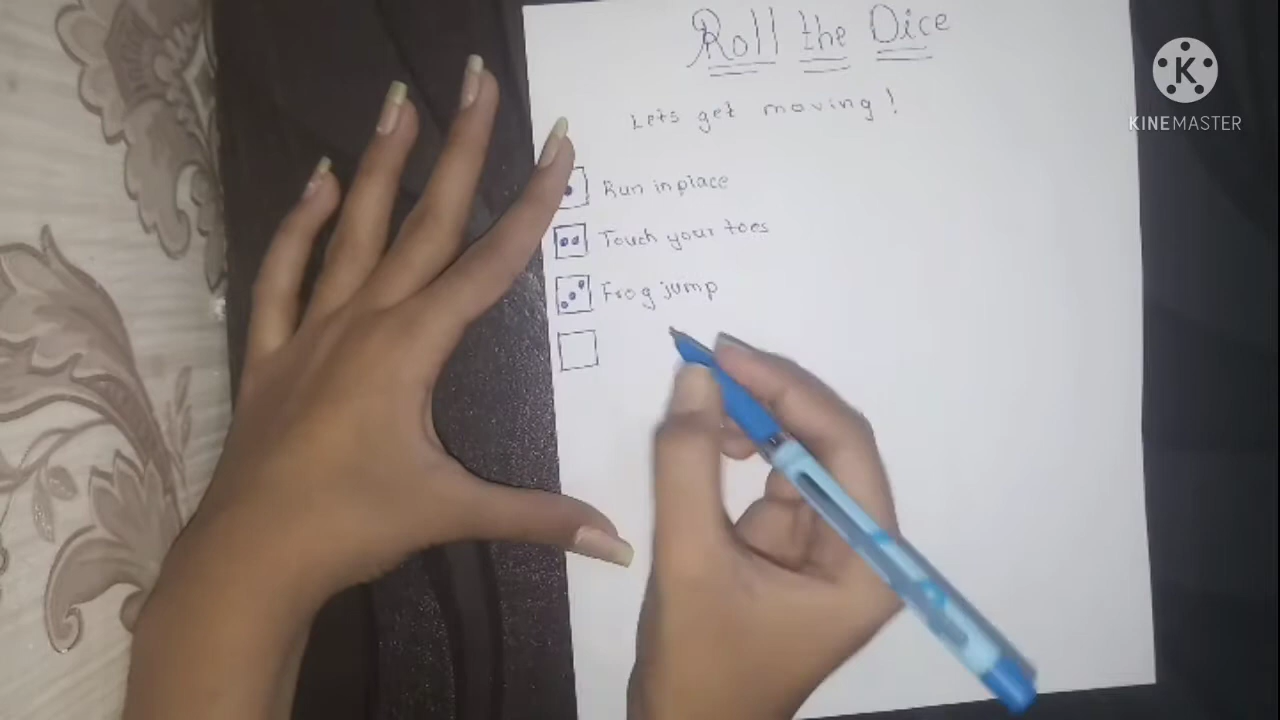 Roll the Dice
Lets get moving!
Run in place
Touch your toes
Frog jump
KINEMASTER